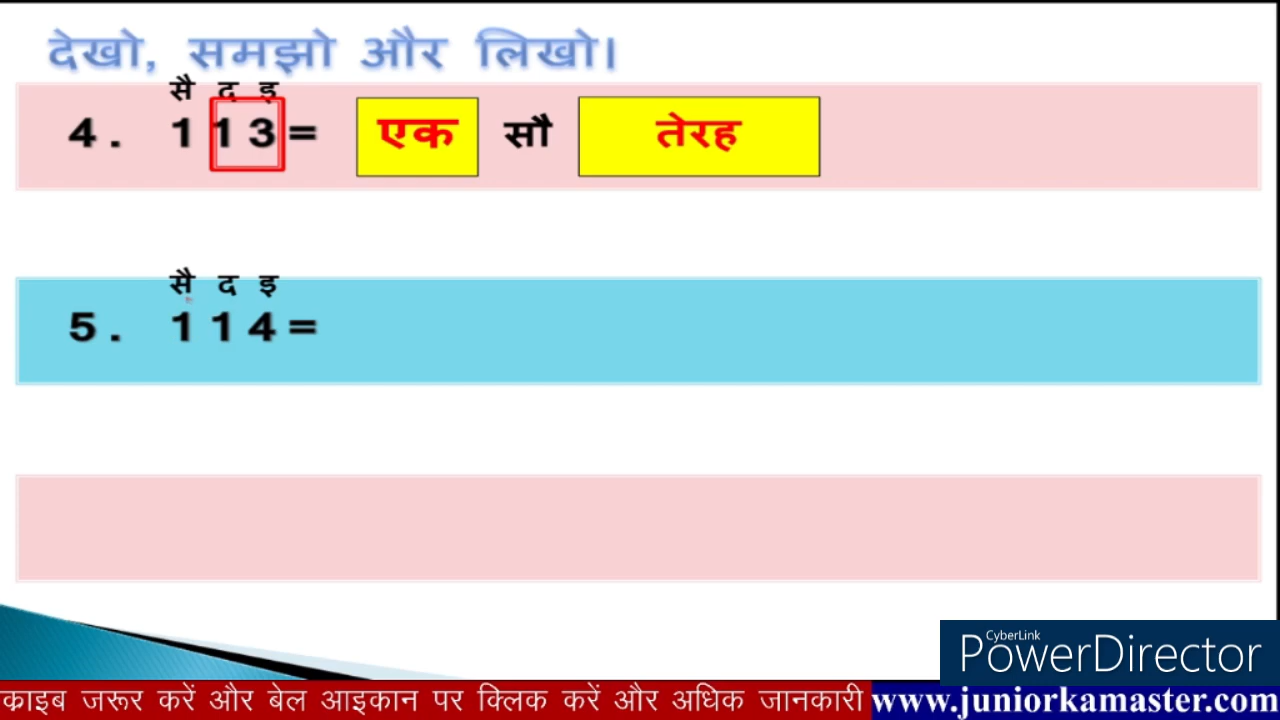 देखो, समझो और लिखो।
सै द इ
4. 113= एक सौ तेरह
सै द इ
5. 114=
CyberLink
PowerDirector
क्राइब जरूर करें और बेल आइकान पर क्लिक करें और अधिक जानकारी www.juniorkamaster.com